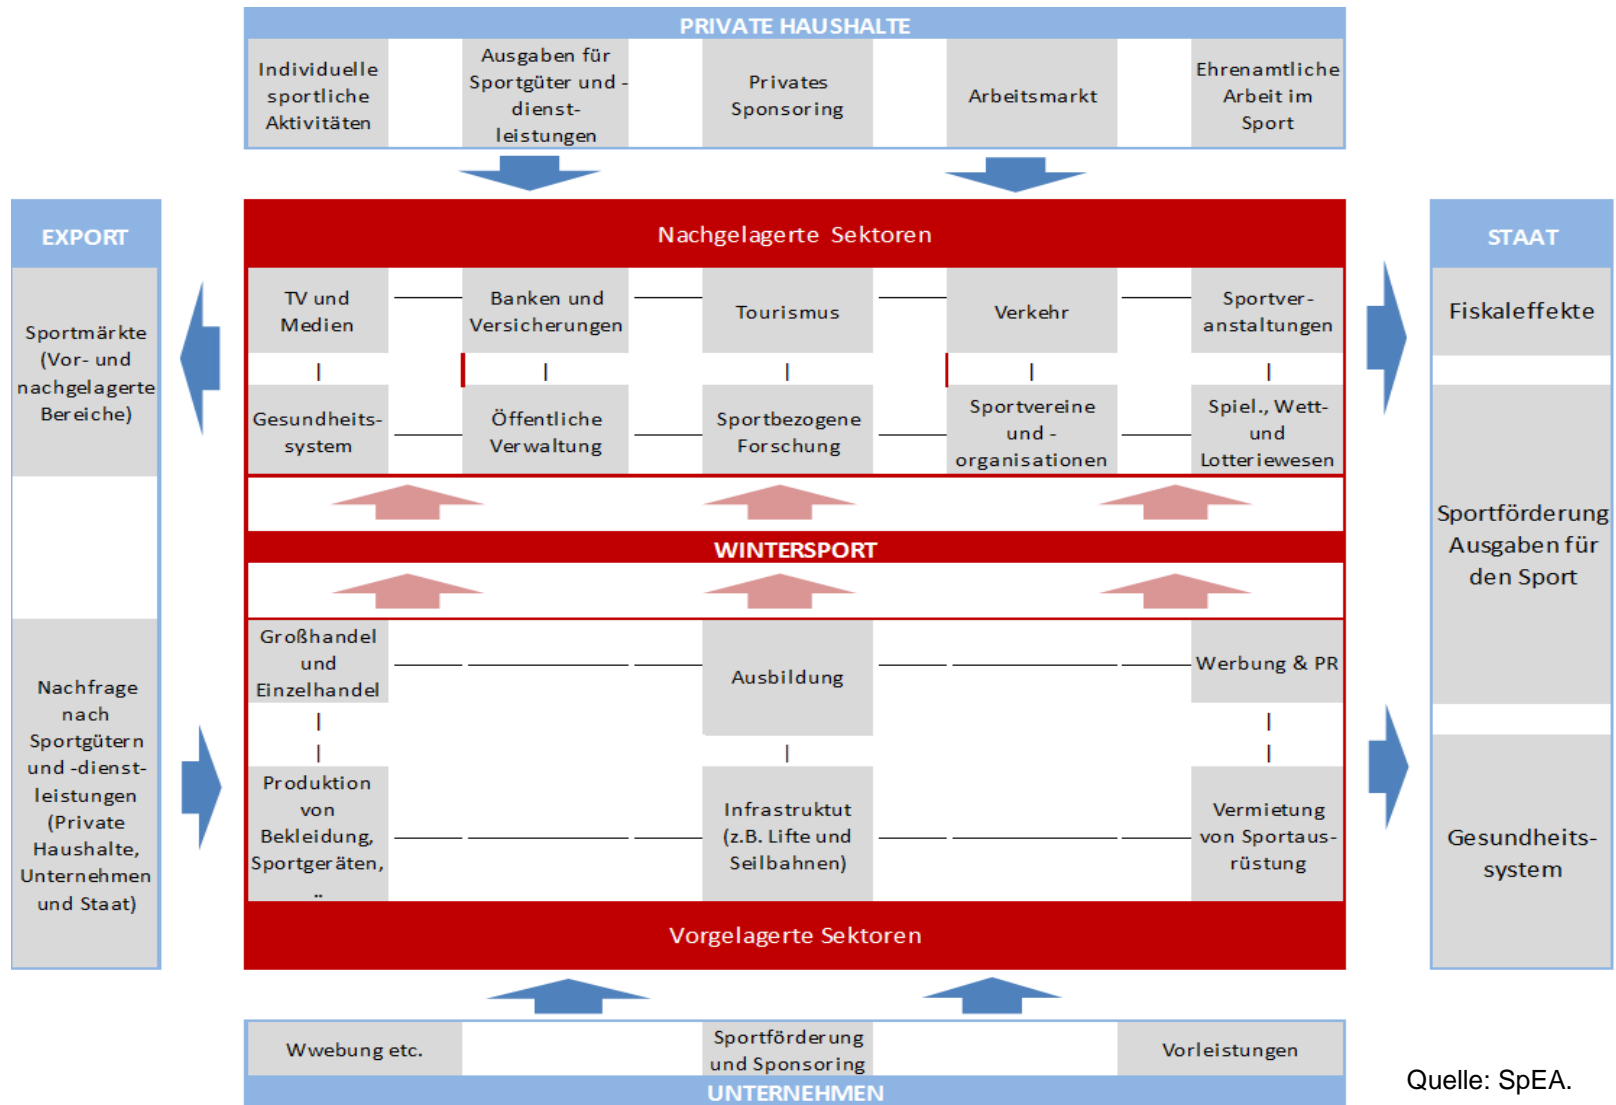 PRIVATE HAUSHALTE
Individuelle
sportliche
Aktivitäten
Ausgaben für
Sportgüter und -
dienst-
leistungen
Privates
Sponsoring
Arbeitsmarkt
Ehrenamtliche
Arbeit im
Sport
EXPORT
Sportmärkte
(Vor- und
nachgelagerte
Bereiche)
Nachfrage
nach
Sportgütern
und -dienst-
leistungen
(Private
Haushalte,
Unternehmen
und Staat)
Nachgelagerte Sektoren
TV und
Medien
Banken und
Versicherungen
Tourismus
Verkehr
Sportver-
anstaltungen
Gesundheits-
system
Öffentliche
Verwaltung
Sportbezogene
Forschung
Sportvereine
und -
organisationen
Spiel., Wett-
und
Lotteriewesen
WINTERSPORT
Großhandel
und
Einzelhandel
Ausbildung
Werbung & PR
Produktion
von
Bekleidung,
Sportgeräten,
..
Infrastruktut
(z.B. Lifte und
Seilbahnen)
Vermietung
von Sportaus-
rüstung
Vorgelagerte Sektoren
STAAT
Fiskaleffekte
Sportförderung
Ausgaben für
den Sport
Gesundheits-
system
Wwebung etc.
Sportförderung
und Sponsoring
Vorleistungen
UNTERNEHMEN
Quelle: SpEA.